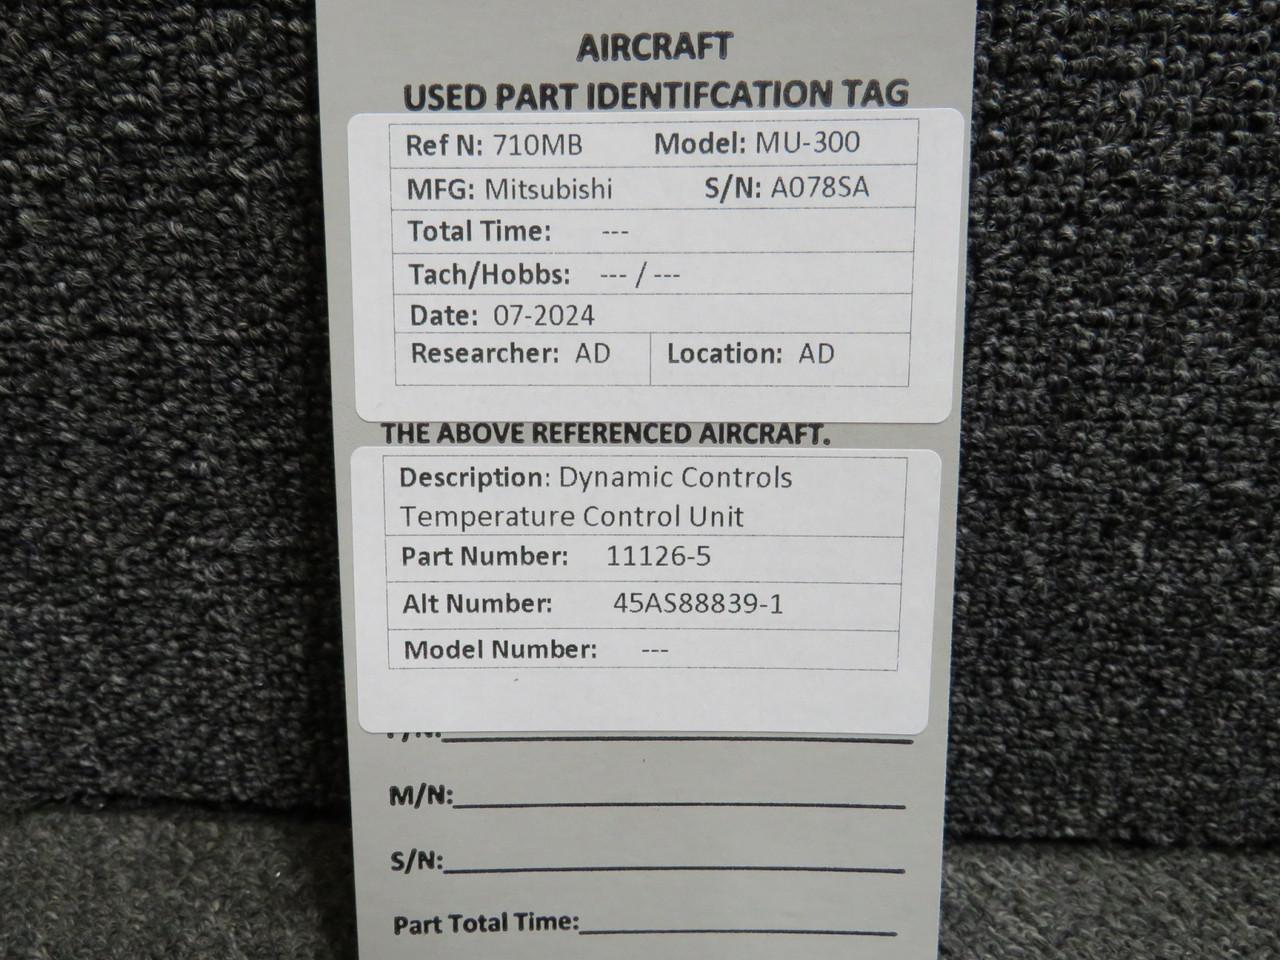 AIRCRAFT
USED PART IDENTIFCATION TAG
Ref N: 710MB Model: MU-300
MFG: Mitsubishi S/N: A078SA
Total Time: ---
Tach/Hobbs: --- / ---
Date: 07-2024
Researcher: AD Location: AD
THE ABOVE REFERENCED AIRCRAFT.
Description: Dynamic Controls
Temperature Control Unit
Part Number: 11126-5
Alt Number: 45AS88839-1
Model Number: ---
M/N:
S/N:
Part Total Time: